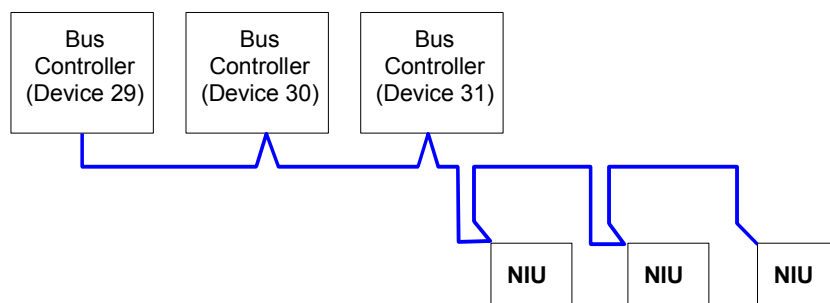 Bus
Controller
(Device 29)
Bus
Controller
(Device 30)
Bus
Controller
(Device 31)
NIU
NIU
NIU